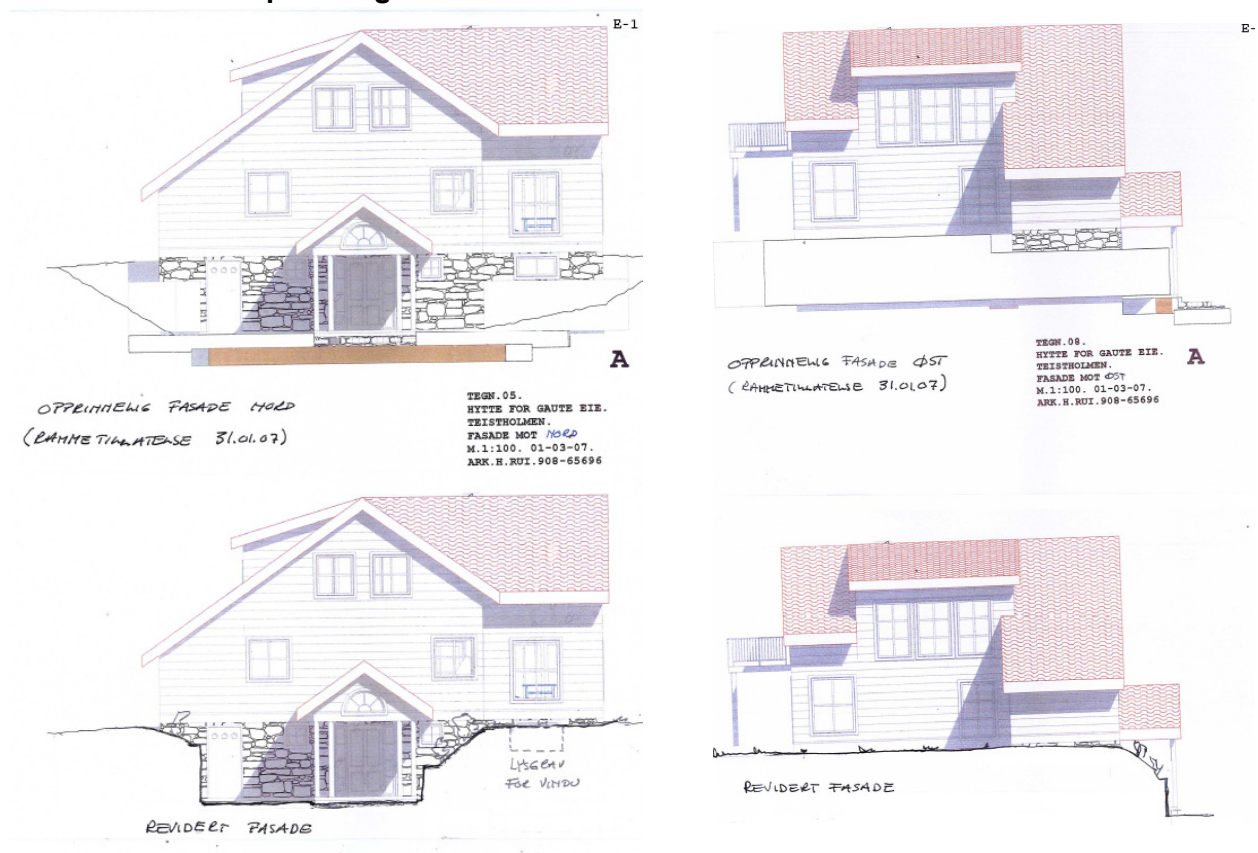 E-1
OPPRINNELIG FASADE NORD
(RAMMETILLATELSE 31.01.07)
A
TEGN.05.
HYTTE FOR GAUTE EIE.
TEISTHOLMEN.
FASADE MOT NORD
M.1:100. 01-03-07.
ARK.H.RUI.908-65696
LYSGRAV
FOR VINDU
REVIDERT FASADE
E-
OPPRINNELIG FASADE ØST
(RAMMETILLATELSE 31.01.07)
TEGN.08.
HYTTE FOR GAUTE EIE.
TEISTHOLMEN.
FASADE MOT ØST
M.1:100. 01-03-07.
ARK.H.RUI.908-65696
A
REVIDERT FASADE